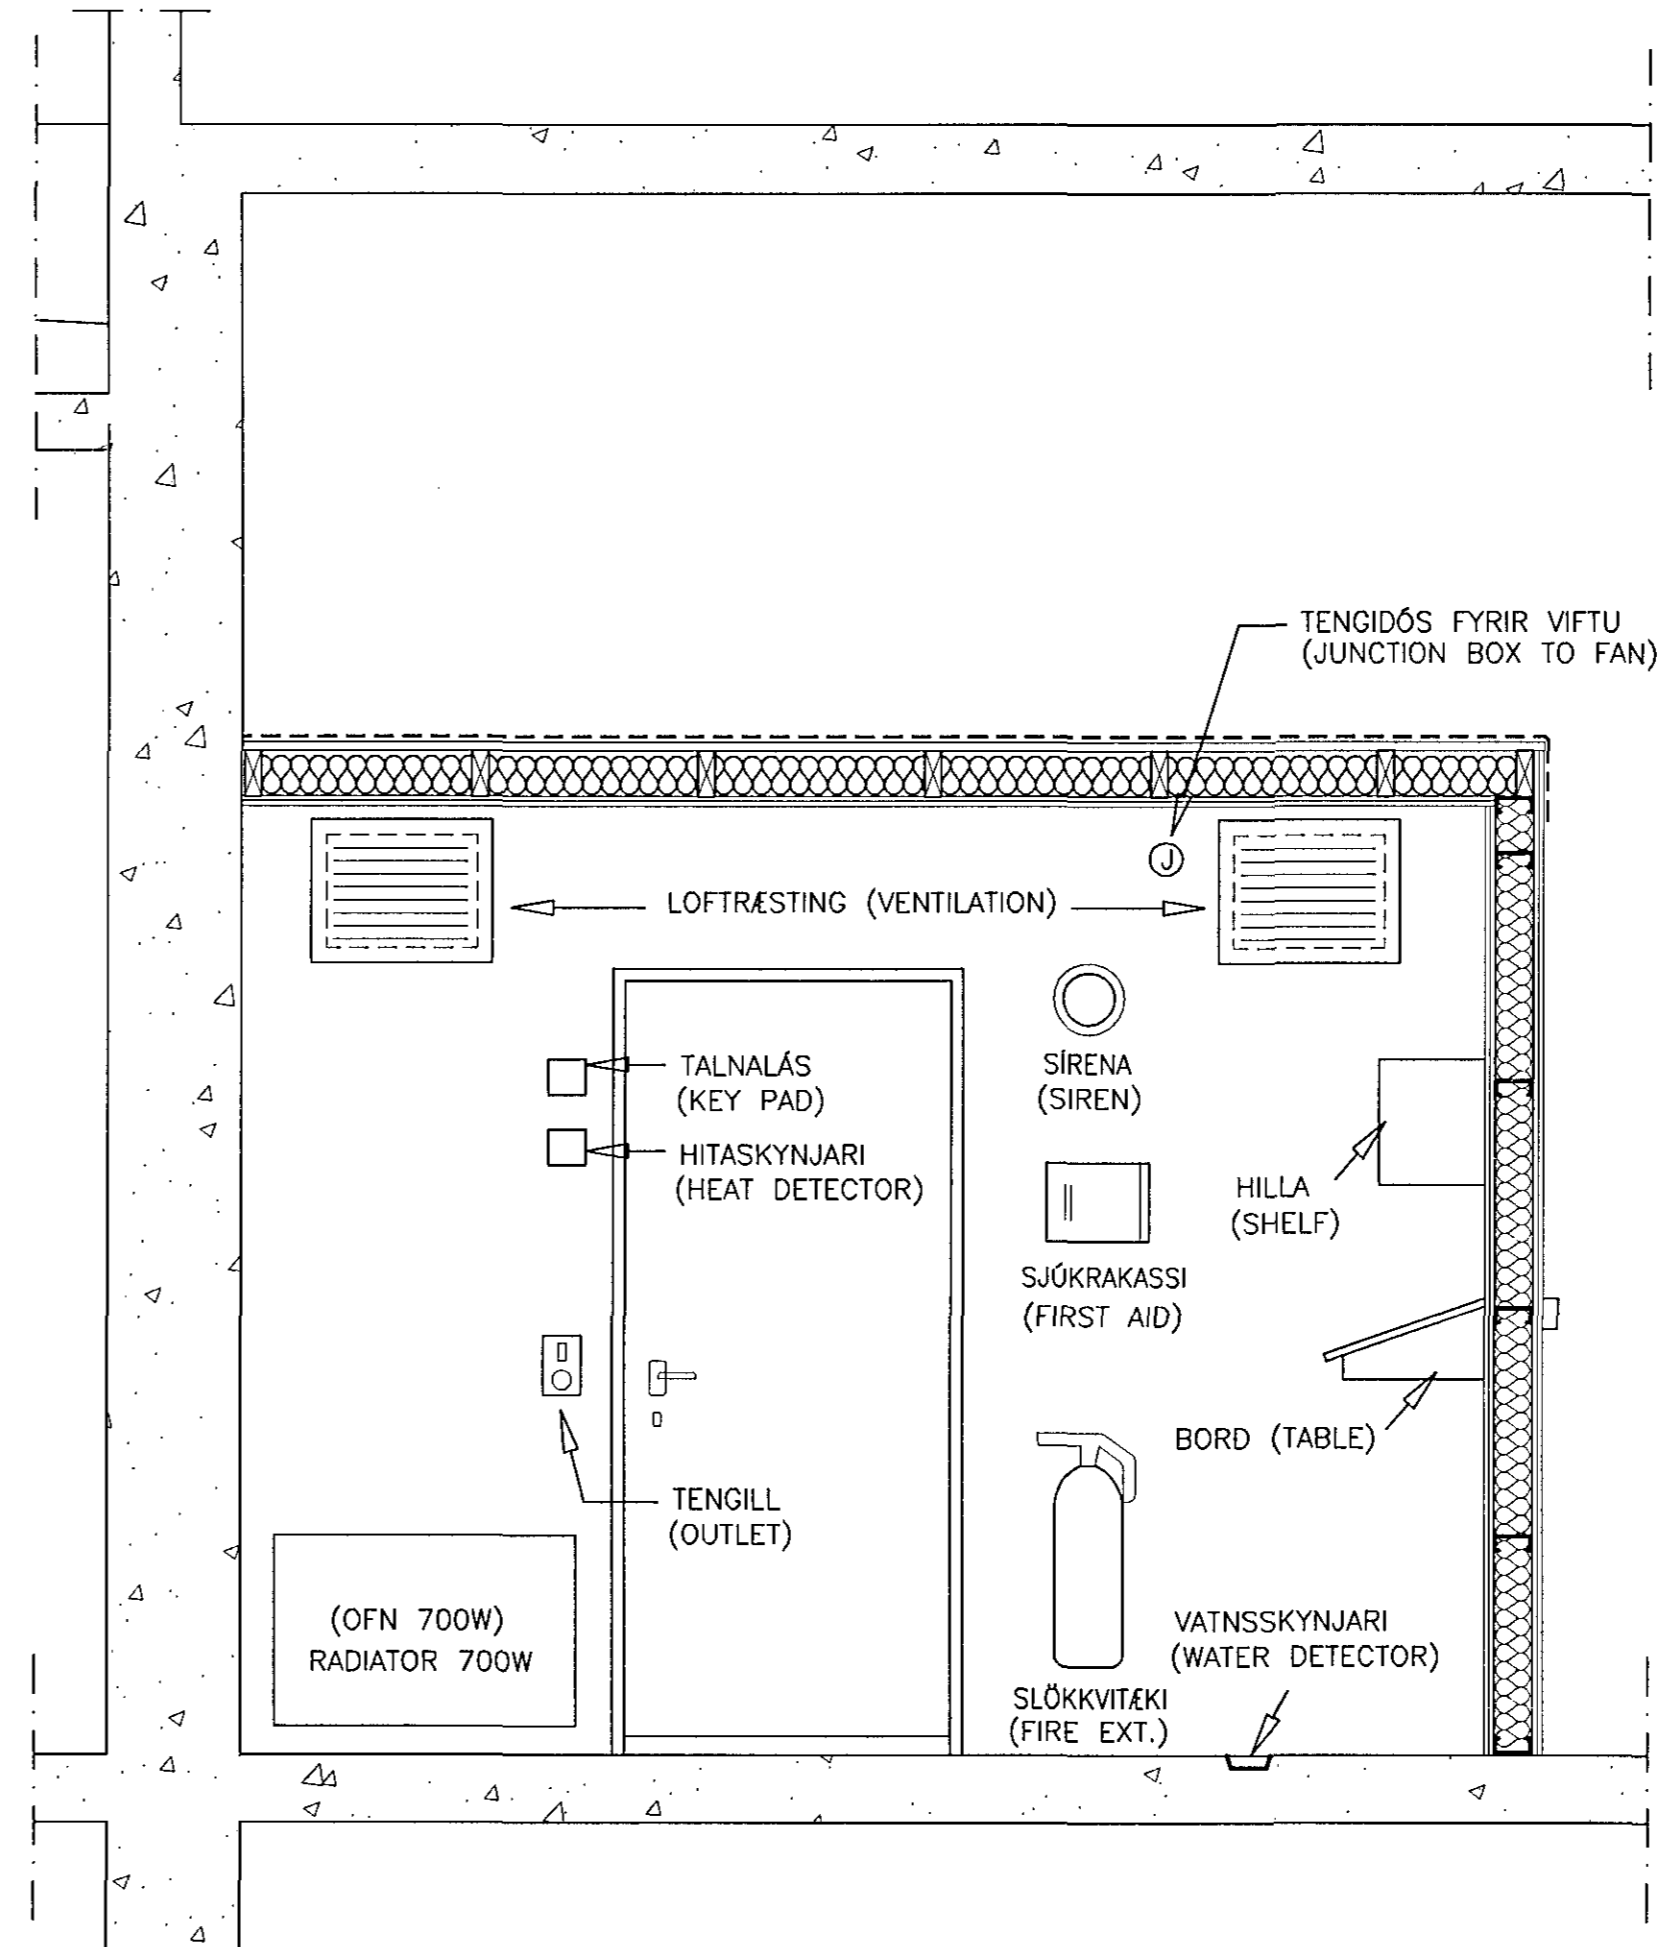 TENGIDÓS FYRIR VIFTU
(JUNCTION BOX TO FAN)
J
LOFTRÆSTING (VENTILATION)
TALNALÁS
(KEY PAD)
SÍRENA
(SIREN)
HITASKYNJARI
(HEAT DETECTOR)
HILLA
(SHELF)
SJÚKRAKASSI
(FIRST AID)
BORÐ (TABLE)
TENGILL
(OUTLET)
(OFN 700W)
RADIATOR 700W
VATNSSKYNJARI
(WATER DETECTOR)
SLÖKKVITÆKI
(FIRE EXT.)